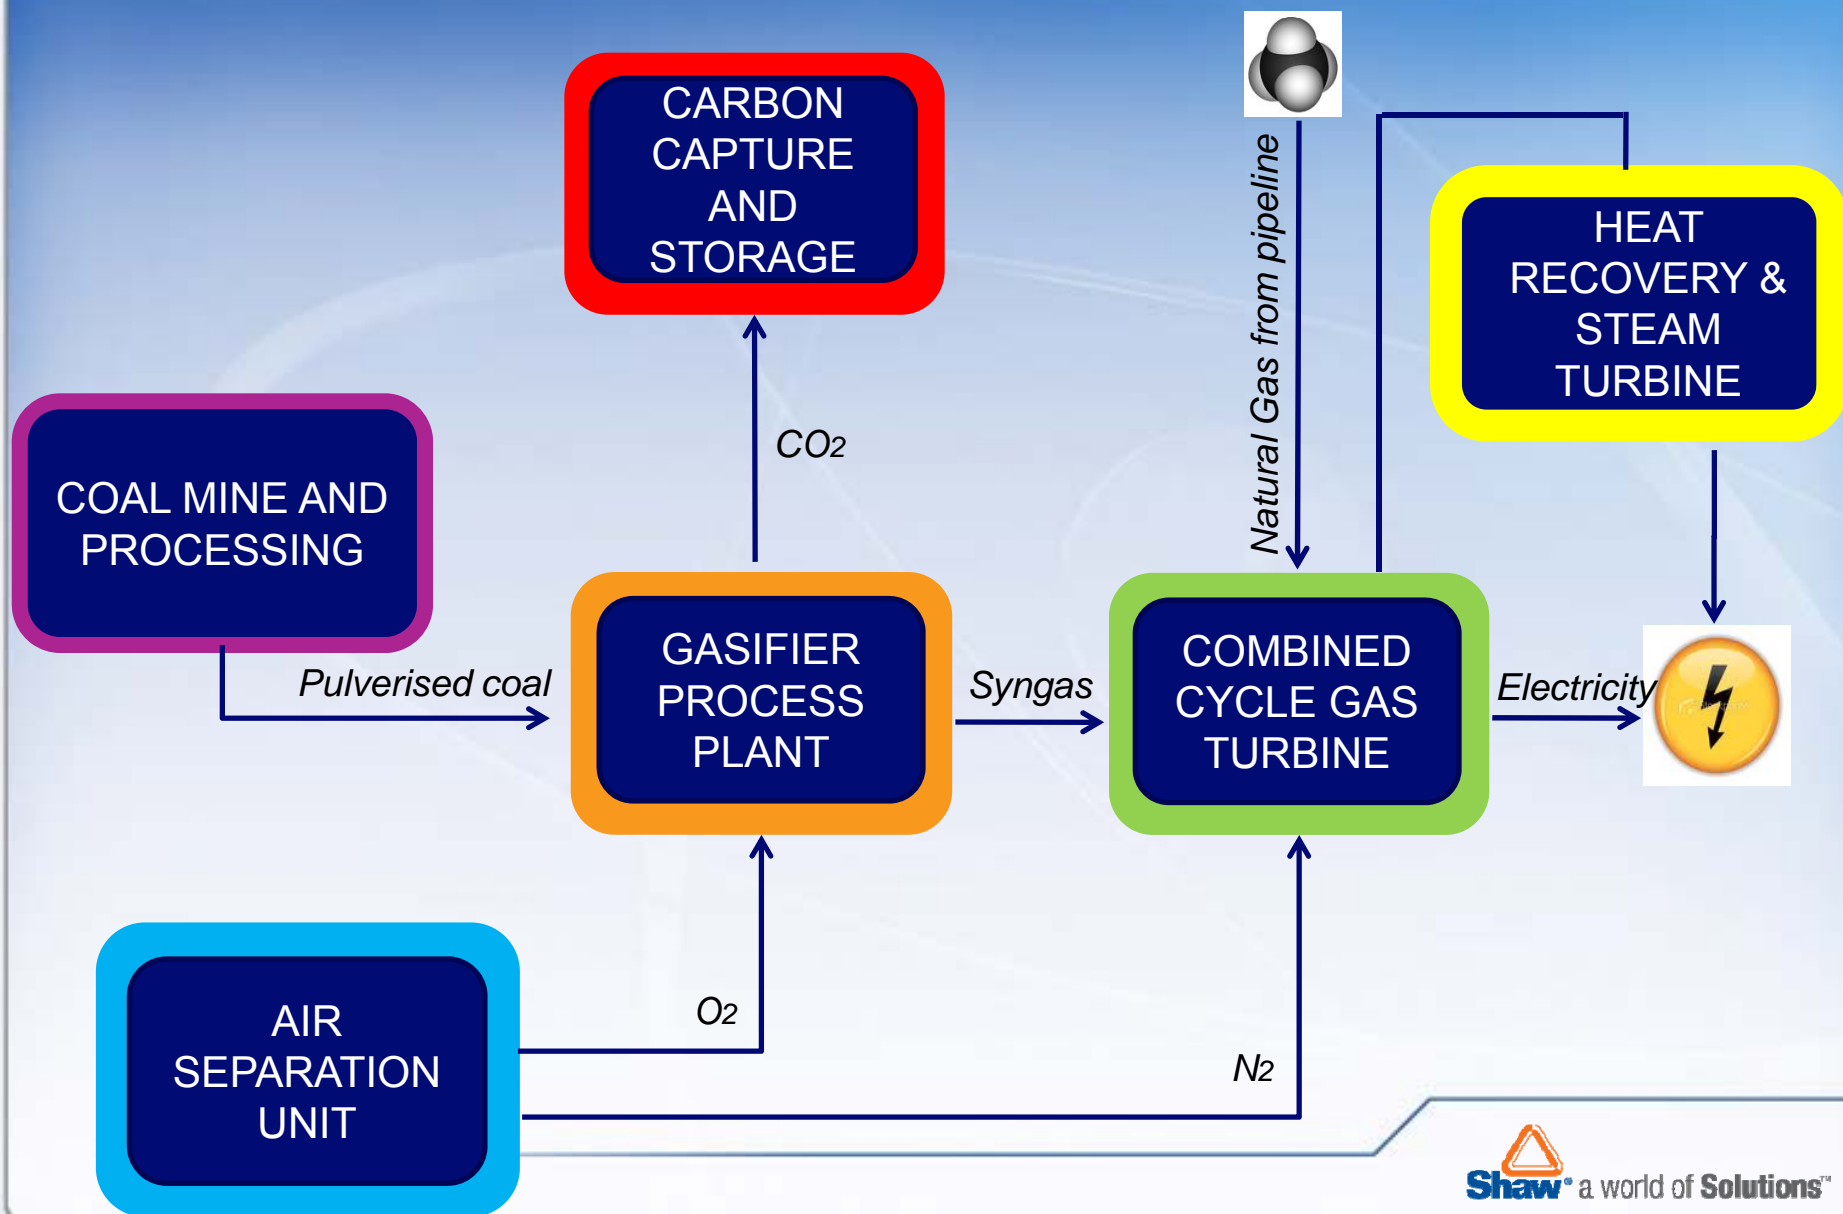 CARBON
CAPTURE
AND
STORAGE
Natural Gas from pipeline
HEAT
RECOVERY &
STEAM
TURBINE
CO2
COAL MINE AND
PROCESSING
Pulverised coal
GASIFIER
PROCESS
PLANT
Syngas
COMBINED
CYCLE GAS
TURBINE
Electricity
O2
N2
AIR
SEPARATION
UNIT
Shaw® a world of Solutions™